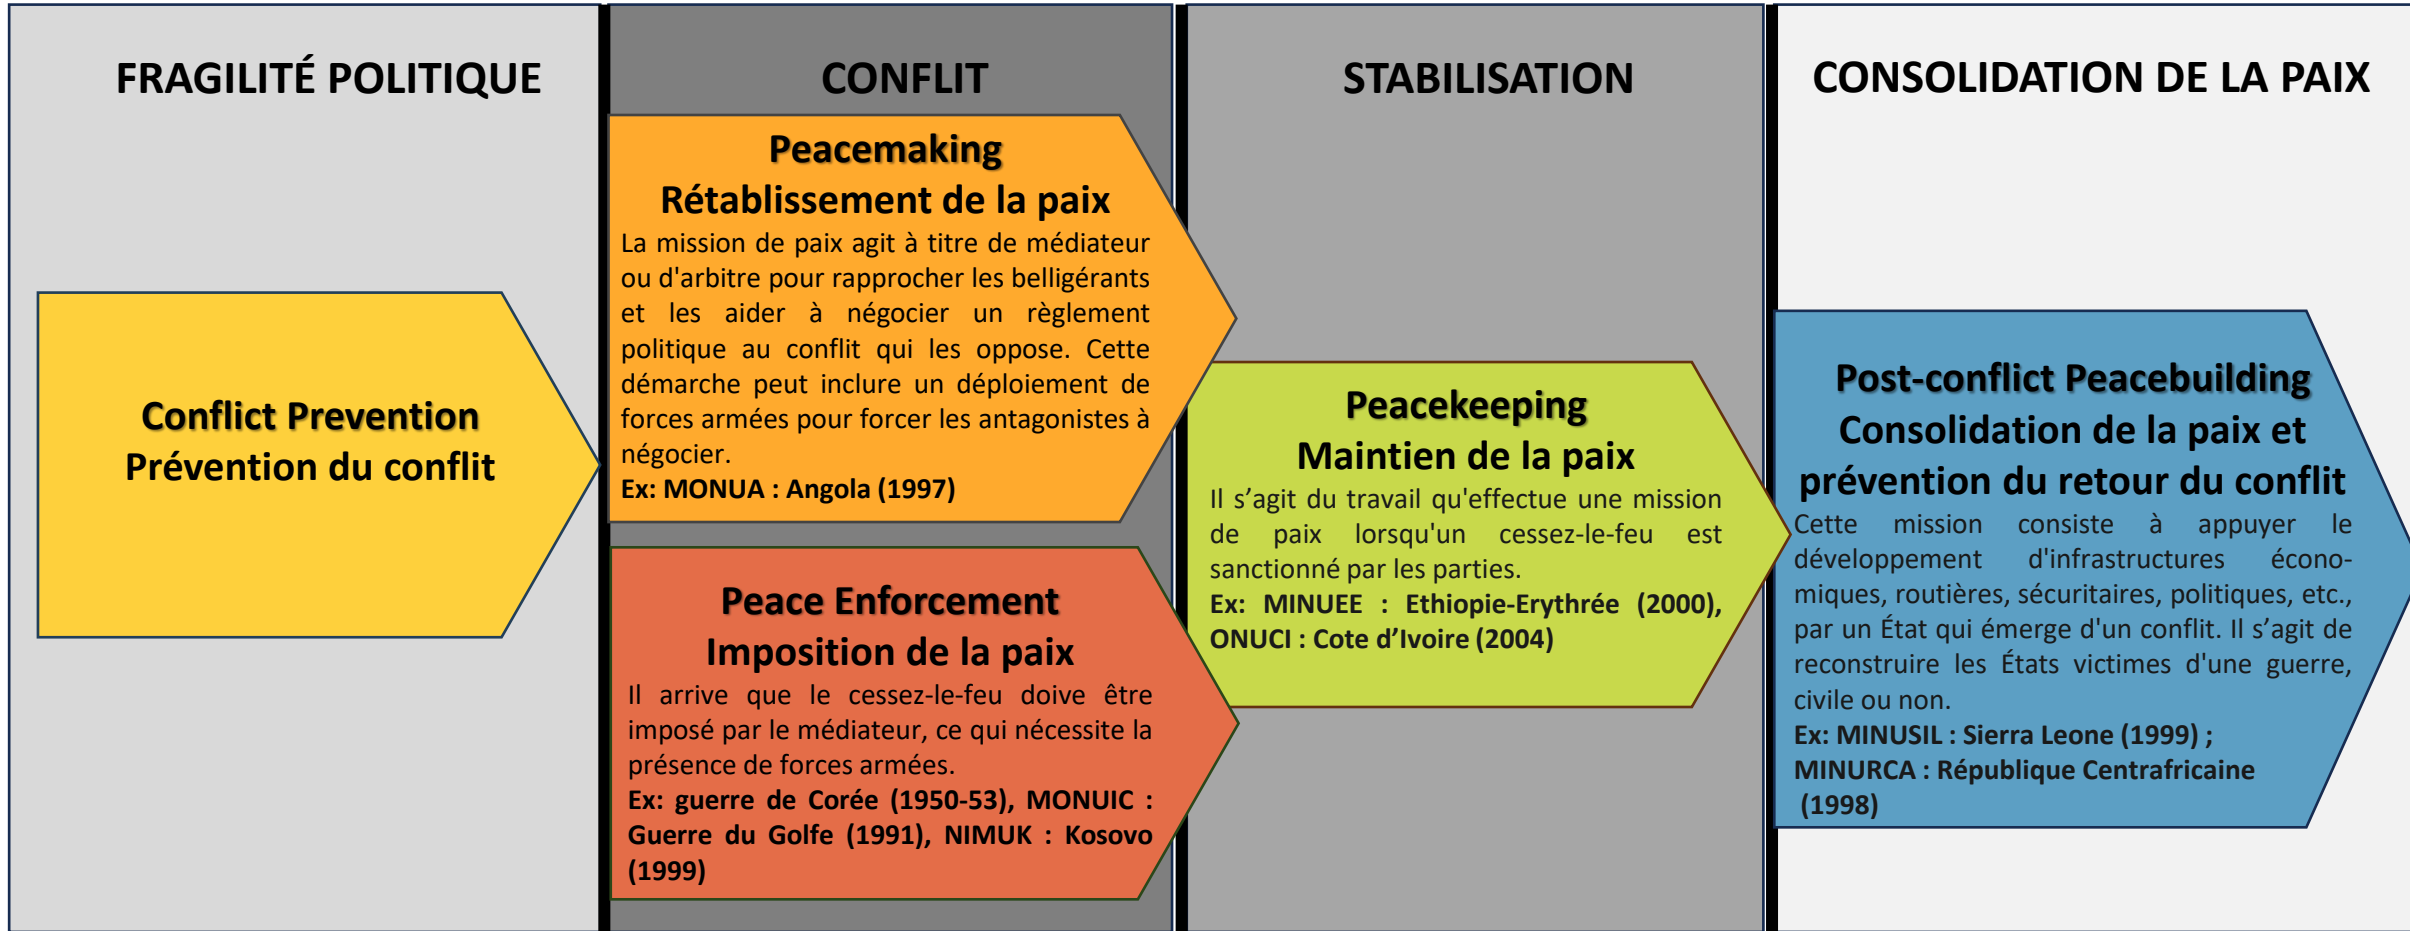 FRAGILITÉ POLITIQUE
Conflict Prevention
Prévention du conflit
CONFLIT
Peacemaking
Rétablissement de la paix
La mission de paix agit à titre de médiateur
ou d'arbitre pour rapprocher les belligérants
et les aider à négocier un règlement
politique au conflit qui les oppose. Cette
démarche peut inclure un déploiement de
forces armées pour forcer les antagonistes à
négocier.
Ex: MONUA : Angola (1997)
Peace Enforcement
Imposition de la paix
Il arrive que le cessez-le-feu doive être
imposé par le médiateur, ce qui nécessite la
présence de forces armées.
Ex: guerre de Corée (1950-53), MONUIC :
Guerre du Golfe (1991), NIMUK : Kosovo
(1999)
STABILISATION
Peacekeeping
Maintien de la paix
Il s’agit du travail qu'effectue une mission
de paix lorsqu'un cessez-le-feu est
sanctionné par les parties.
Ex: MINUEE : Ethiopie-Erythrée (2000),
ONUCI : Cote d’Ivoire (2004)
CONSOLIDATION DE LA PAIX
Post-conflict Peacebuilding
Consolidation de la paix et
prévention du retour du conflit
Cette mission consiste à appuyer le
développement d'infrastructures écono-
miques, routières, sécuritaires, politiques, etc.,
par un État qui émerge d'un conflit. Il s’agit de
reconstruire les États victimes d'une guerre,
civile ou non.
Ex: MINUSIL : Sierra Leone (1999) ;
MINURCA : République Centrafricaine
(1998)